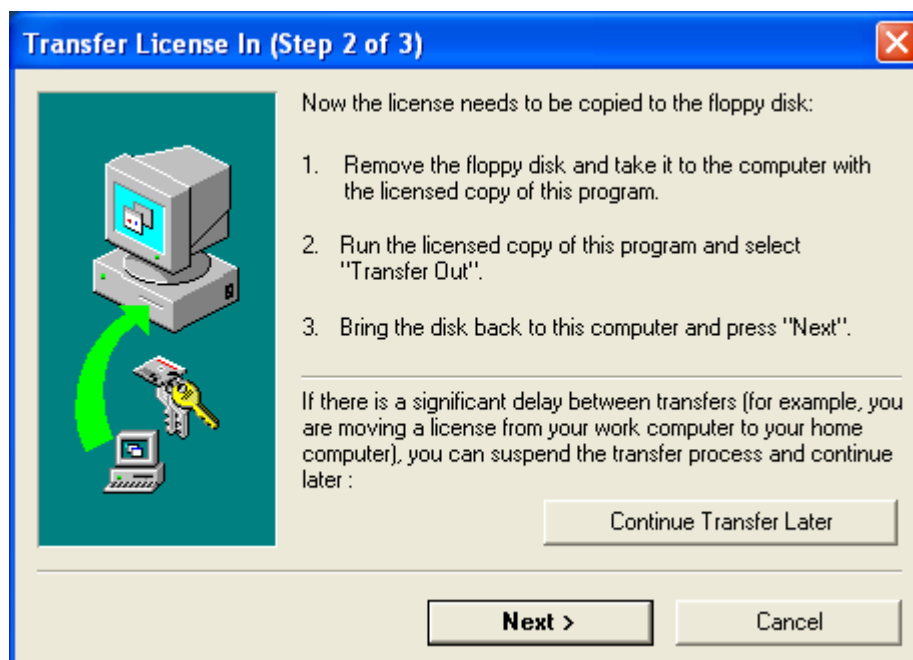 Transfer License In (Step 2 of 3)
Now the license needs to be copied to the floppy disk:
1. Remove the floppy disk and take it to the computer with
the licensed copy of this program.
2. Run the licensed copy of this program and select
"Transfer Out".
3. Bring the disk back to this computer and press "Next".
If there is a significant delay between transfers (for example, you
are moving a license from your work computer to your home
computer), you can suspend the transfer process and continue
later :
Continue Transfer Later
Next >
Cancel